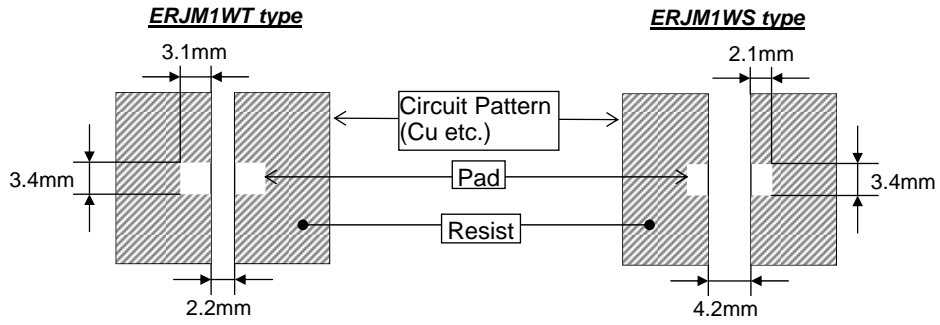 ERJM1WT type
ERJM1WS type
3.1mm
2.1mm
Circuit Pattern
(Cu etc.)
3.4mm
Pad
3.4mm
Resist
2.2mm
4.2mm